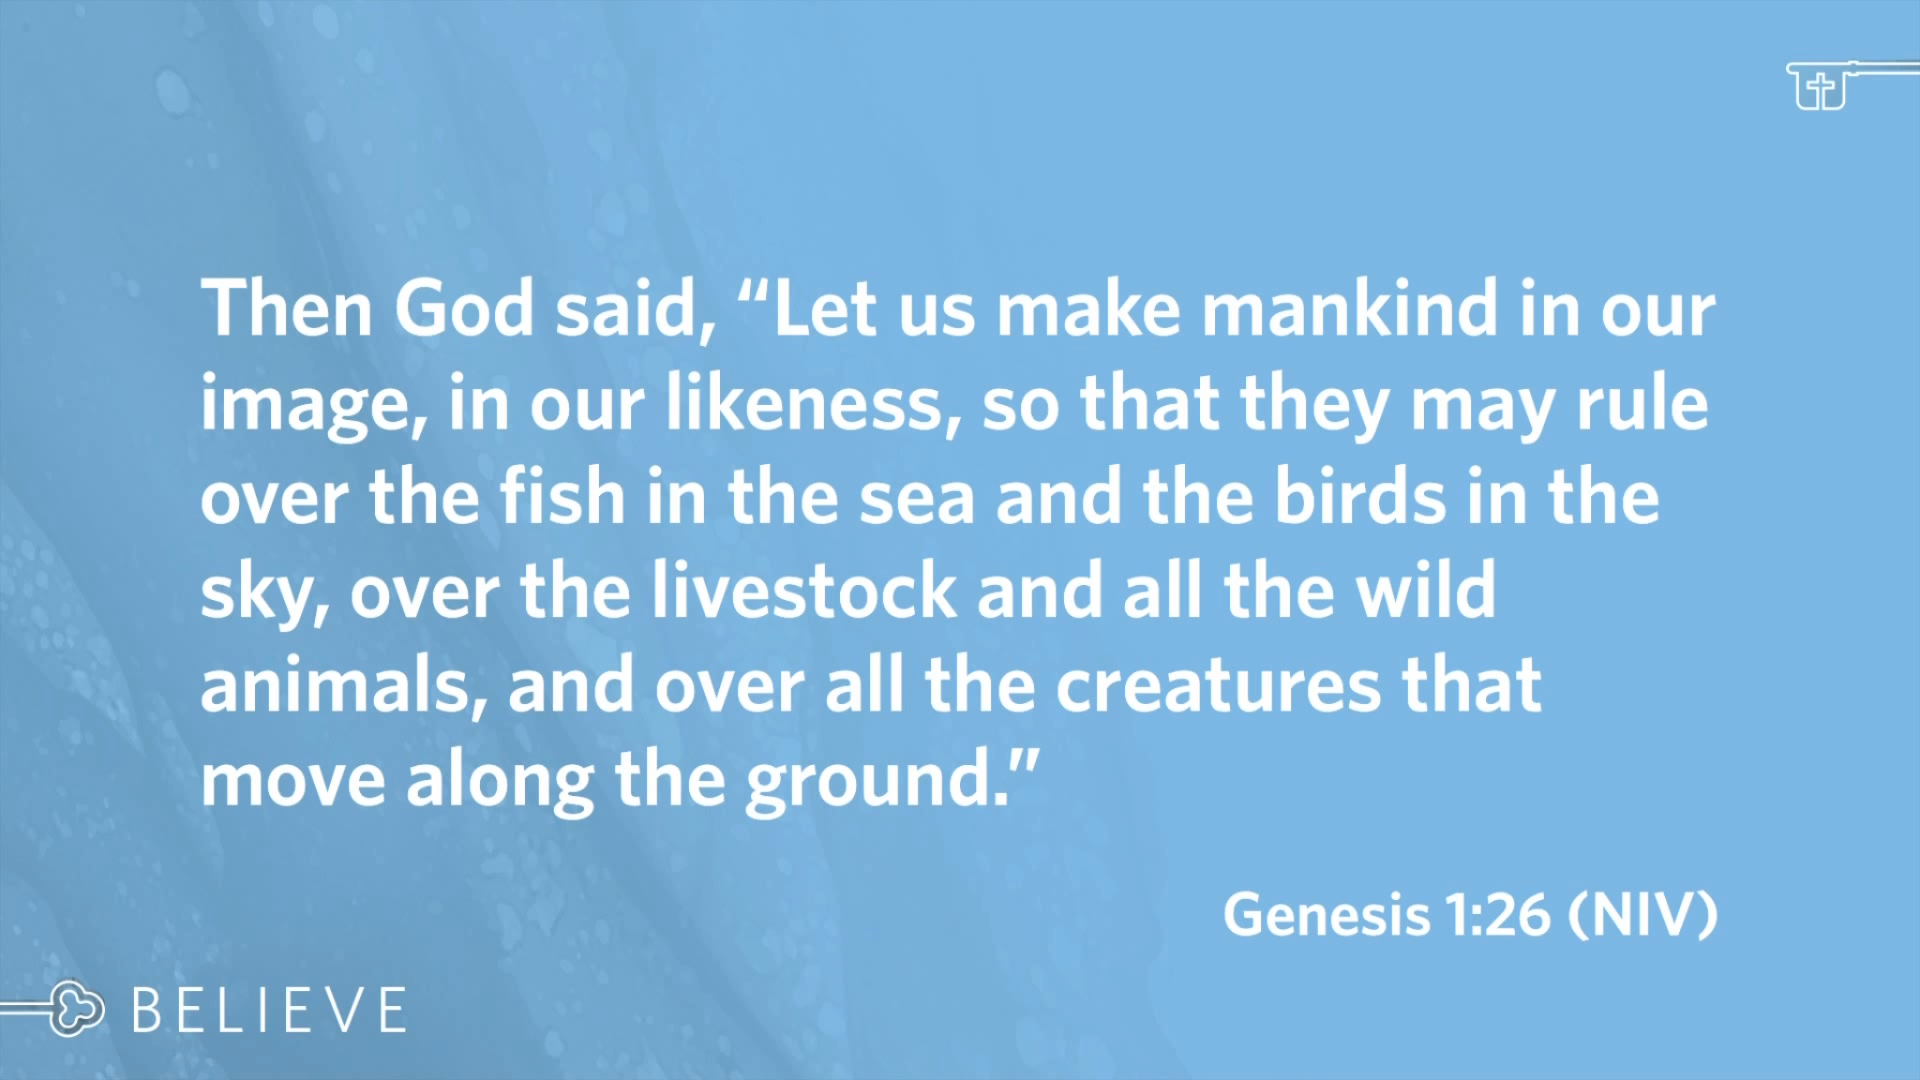 Then God said, “Let us make mankind in our
image, in our likeness, so that they may rule
over the fish in the sea and the birds in the
sky, over the livestock and all the wild
animals, and over all the creatures that
move along the ground.”
Genesis 1:26 (NIV)
BELIEVE